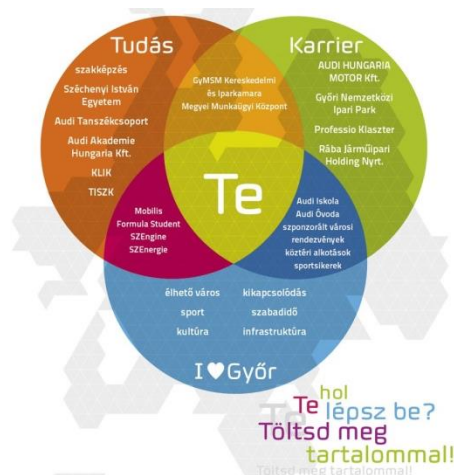 Tudás
szakképzés
Széchenyi István
Egyetem
Audi Tanszékcsoport
Audi Akademie
Hungaria Kft.
KLIK
TISZK
GyMSM Kereskedelmi
és Iparkamara
Megyei Munkaügyi Központ
Karrier
AUDI HUNGARIA
MOTOR Kft.
Győri Nemzetközi
Ipari Park
Professio Klaszter
Rába Járműipari
Holding Nyrt.
Te
Mobilis
Formula Student
SZEngine
SZEnergie
Audi Iskola
Audi Óvoda
szponzorált városi
rendezvények
köztéri alkotások
sportsikerek
élhető város
sport
kultúra
kikapcsolódás
szabadidő
infrastruktúra
I ♥ Győr
Te hol
lépsz be?
Töltsd meg
tartalommal!
Töltsd meg tartalommal!